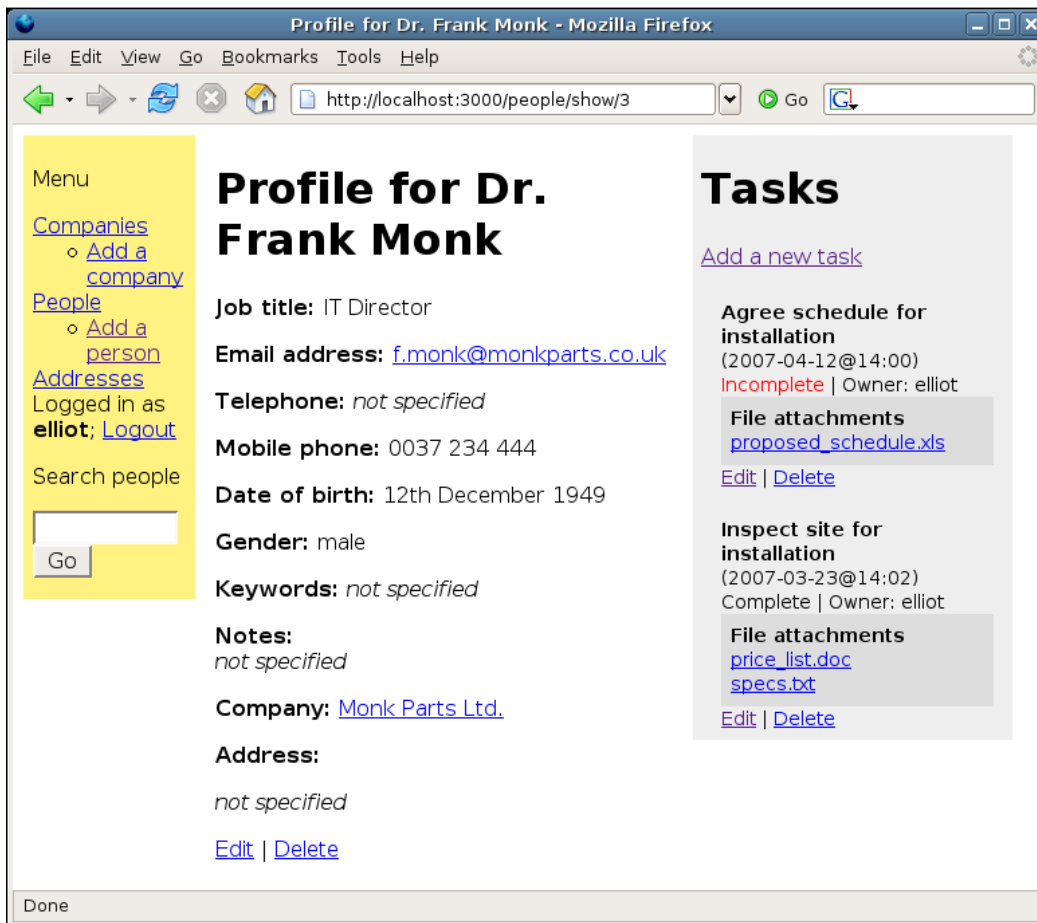 Profile for Dr. Frank Monk - Mozilla Firefox
File Edit View Go Bookmarks Tools Help
http://localhost:3000/people/show/3
Go
G
Menu
Companies
Add a
company
People
Add a
person
Addresses
Logged in as
elliot; Logout
Search people
Go
Profile for Dr.
Frank Monk
Job title: IT Director
Email address: f.monk@monkparts.co.uk
Telephone: not specified
Mobile phone: 0037 234 444
Date of birth: 12th December 1949
Gender: male
Keywords: not specified
Notes:
not specified
Company: Monk Parts Ltd.
Address:
not specified
Edit | Delete
Tasks
Add a new task
Agree schedule for
installation
(2007-04-12@14:00)
Incomplete | Owner: elliot
File attachments
proposed_schedule.xls
Edit | Delete
Inspect site for
installation
(2007-03-23@14:02)
Complete | Owner: elliot
File attachments
price_list.doc
specs.txt
Edit | Delete
Done